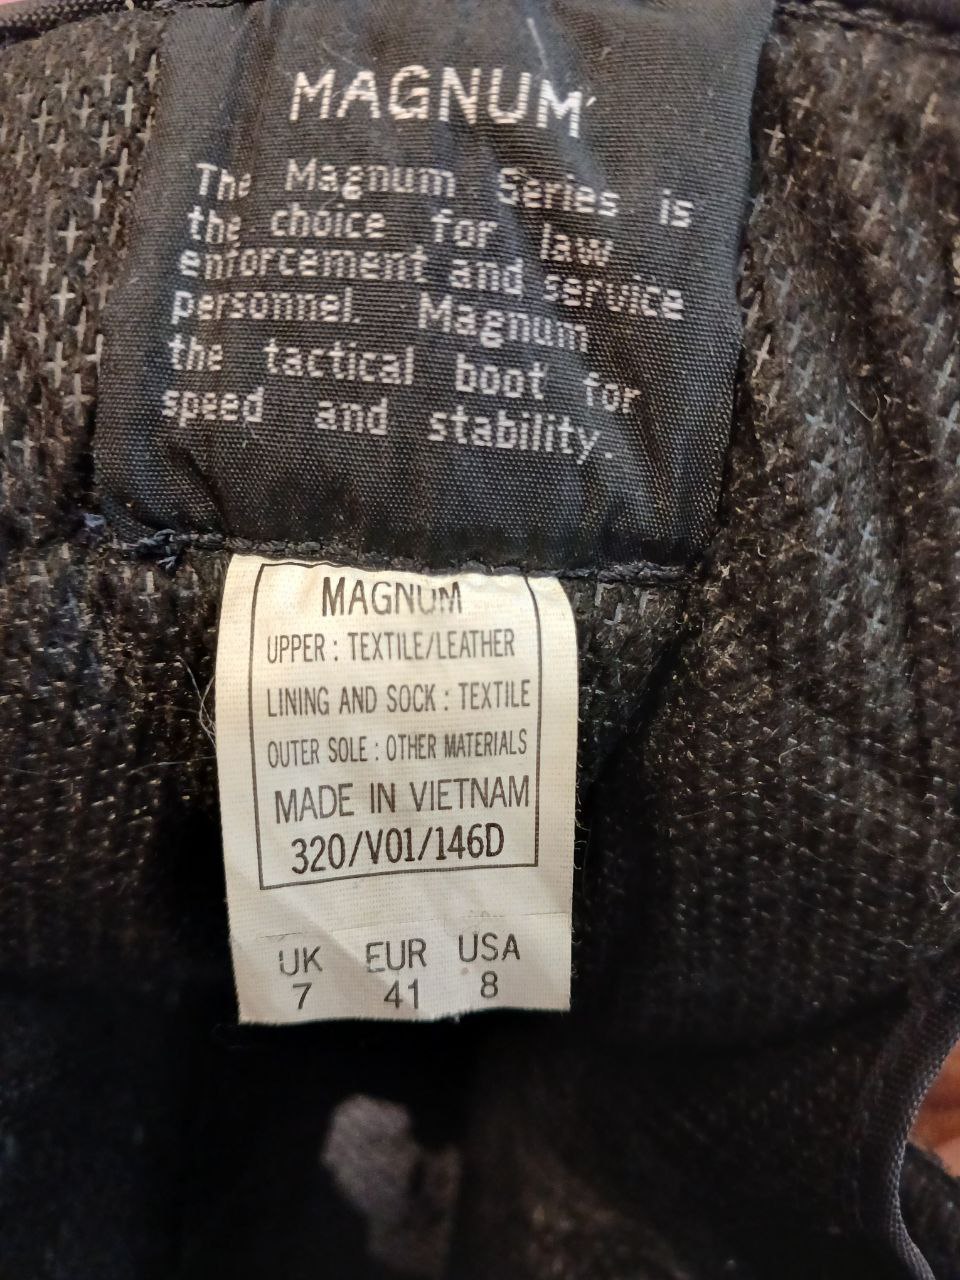 MAGNUM
The Magnum Series is
the choice for law
enforcement and service
personnel. Magnum
the tactical boot for
speed and stability.
MAGNUM
UPPER : TEXTILE/LEATHER
LINING AND SOCK : TEXTILE
OUTER SOLE : OTHER MATERIALS
MADE IN VIETNAM
320/V01/146D
UK EUR USA
7 41 8